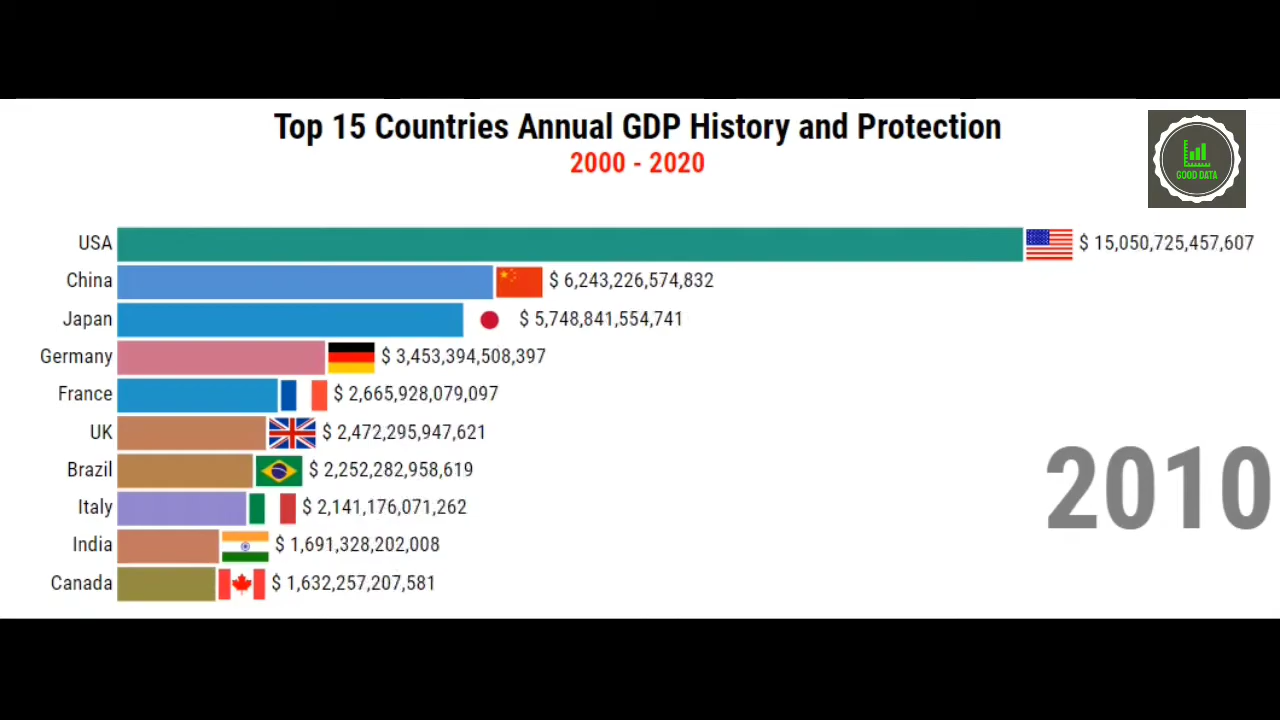 Top 15 Countries Annual GDP History and Protection
2000 - 2020
GOOD DATA
USA $ 15,050,725,457,607
China $ 6,243,226,574,832
Japan $ 5,748,841,554,741
Germany $ 3,453,394,508,397
France $ 2,665,928,079,097
UK $ 2,472,295,947,621
Brazil $ 2,252,282,958,619
Italy $ 2,141,176,071,262
India $ 1,691,328,202,008
Canada $ 1,632,257,207,581
2010